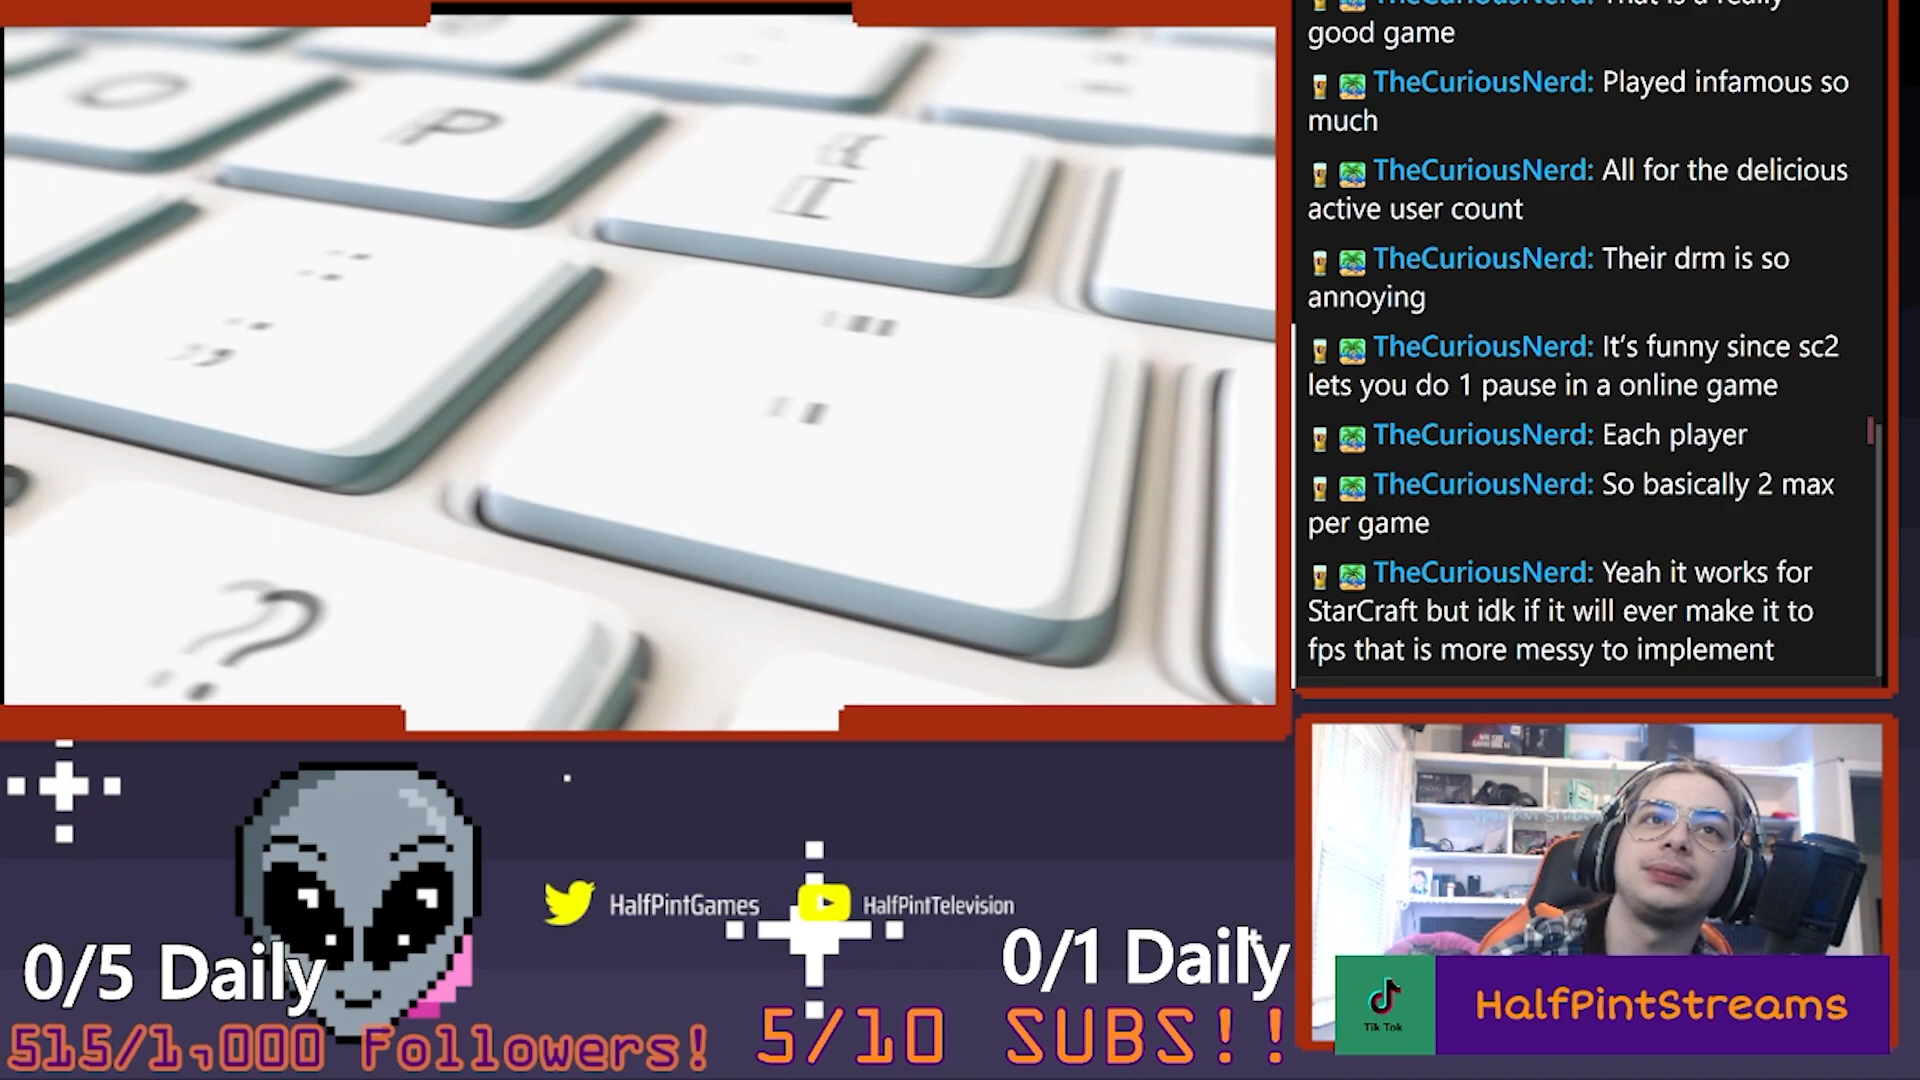 O
P
{
[
:
;
"
'
?
good game
TheCuriousNerd: Played infamous so
much
TheCuriousNerd: All for the delicious
active user count
TheCuriousNerd: Their drm is so
annoying
TheCuriousNerd: It's funny since sc2
lets you do 1 pause in a online game
TheCuriousNerd: Each player
TheCuriousNerd: So basically 2 max
per game
TheCuriousNerd: Yeah it works for
StarCraft but idk if it will ever make it to
fps that is more messy to implement
HalfPintGames
HalfPintTelevision
0/5 Daily
0/1 Daily
515/1,000 Followers!
5/10 SUBS!!
Tik Tok
HalfPintStreams